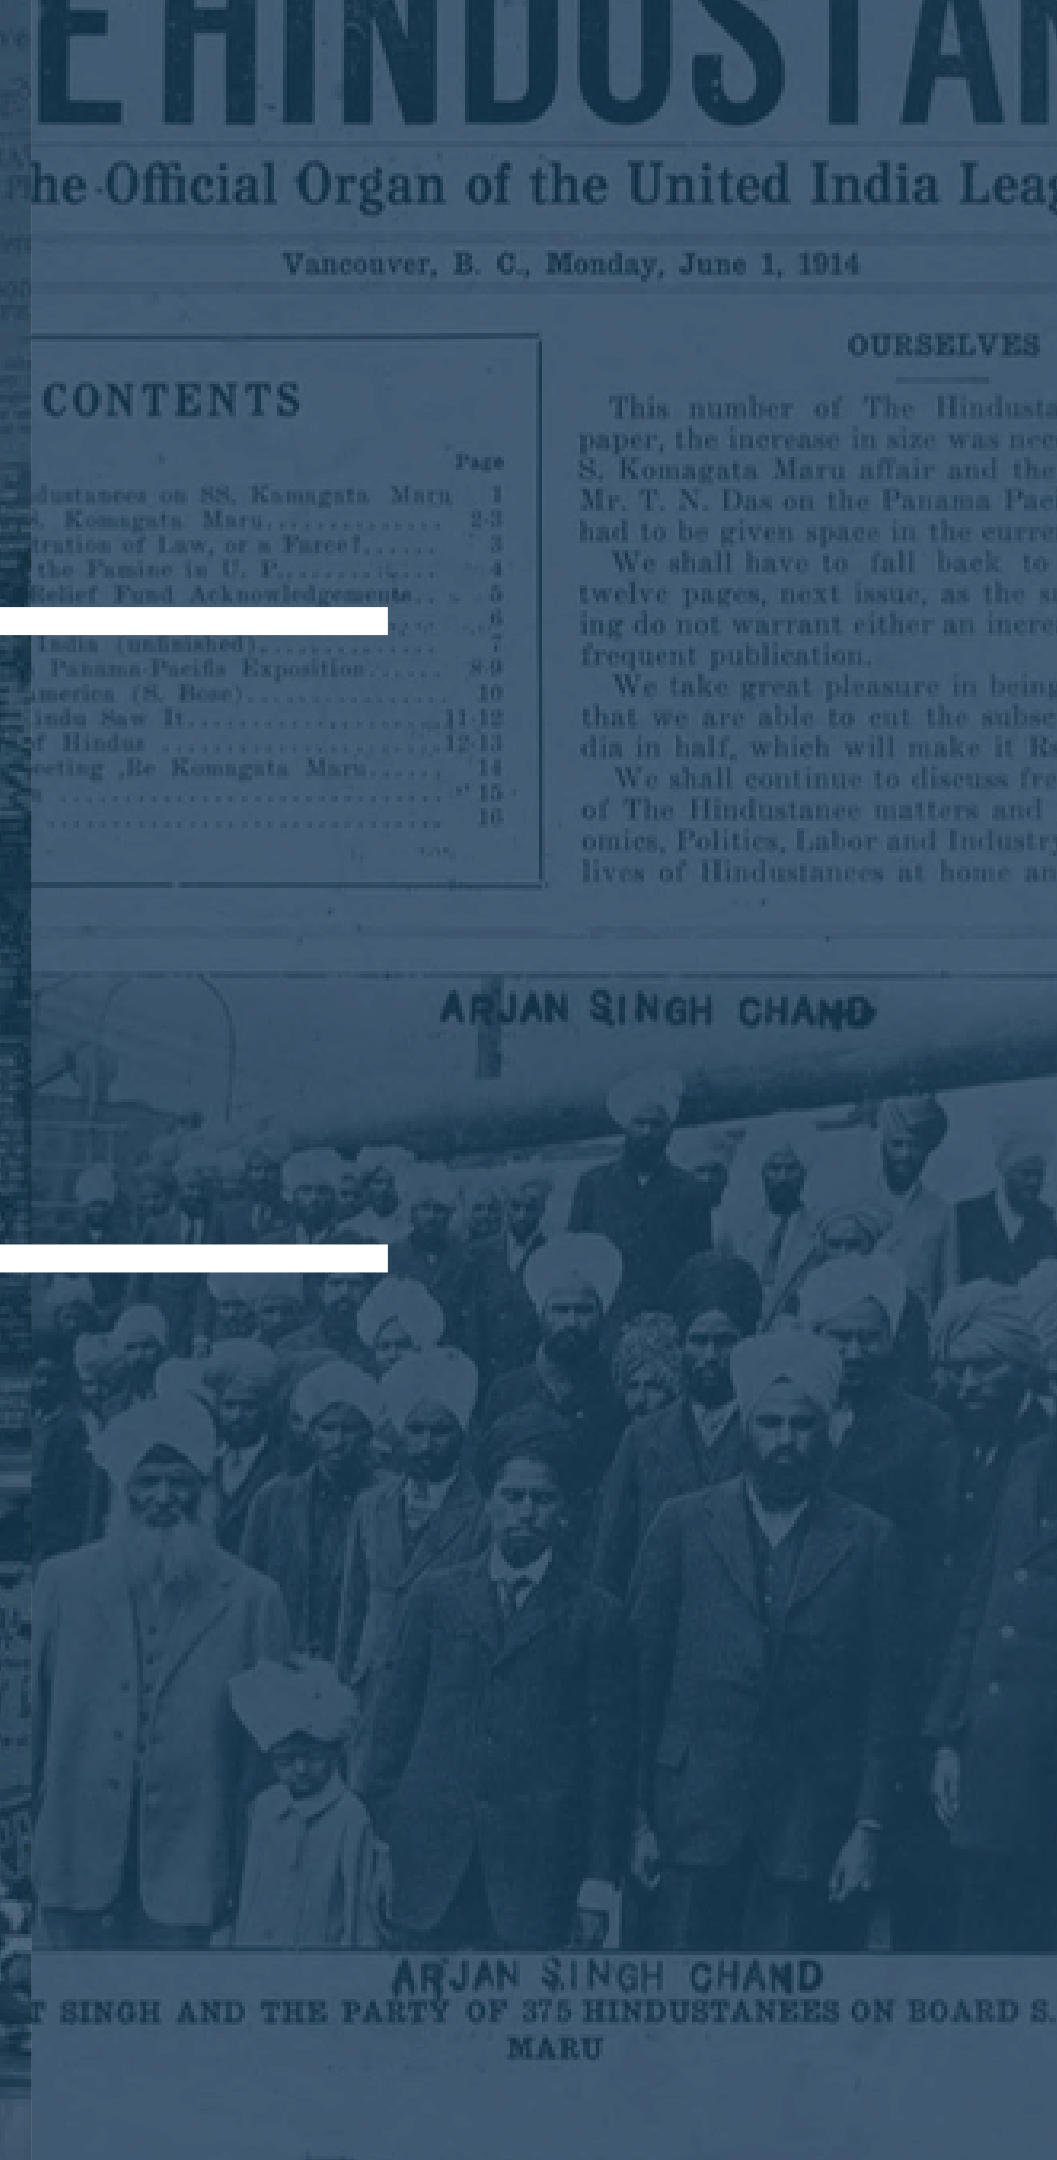 E HINDUSTAN
he Official Organ of the United India Leag
Vancouver, B. C., Monday, June 1, 1914
CONTENTS
Page
dustanees on SS. Kamagata Maru 1
S. Komagata Maru............... 2-3
tration of Law, or a Farce?...... 3
the Famine in U. P.............. 4
Relief Fund Acknowledgements.. 5
6
India (unfinished)............... 7
Panama-Pacific Exposition...... 8-9
merica (S. Bose)................ 10
indu Saw It.....................11-12
of Hindus .....................12-13
eeting ,Re Komagata Maru...... 14
15
16
OURSELVES
This number of The Hindusta
paper, the increase in size was nec
S. Komagata Maru affair and the
Mr. T. N. Das on the Panama Pac
had to be given space in the curre
We shall have to fall back to
twelve pages, next issue, as the su
ing do not warrant either an incre
frequent publication.
We take great pleasure in being
that we are able to cut the subsc
dia in half, which will make it Rs
We shall continue to discuss fre
of The Hindustanee matters and
omics, Politics, Labor and Industry
lives of Hindustanees at home an
ARJAN SINGH CHAND
ARJAN SINGH CHAND
T SINGH AND THE PARTY OF 375 HINDUSTANEES ON BOARD S.
MARU